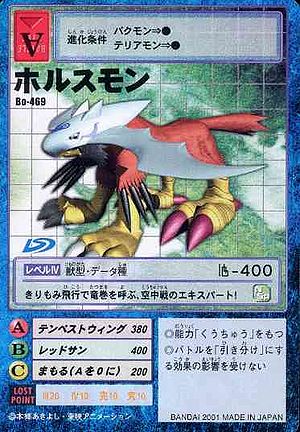 A
進化条件
しんかじょうけん
バクモン⇒●
テリアモン⇒●
ホルスモン
Bo-469
レベルⅣ 獣型・データ種 -400
きりもみ飛行で竜巻を呼ぶ、空中戦のエキスパート!
A テンペストウィング 380
B レッドサン 400
C まもる(Aを0に) 200
○能力「くうちゅう」をもつ
○バトルを「引き分け」にする効果の影響を受けない
LOST POINT
©本郷あきよし・東映アニメーション
BANDAI 2001 MADE IN JAPAN